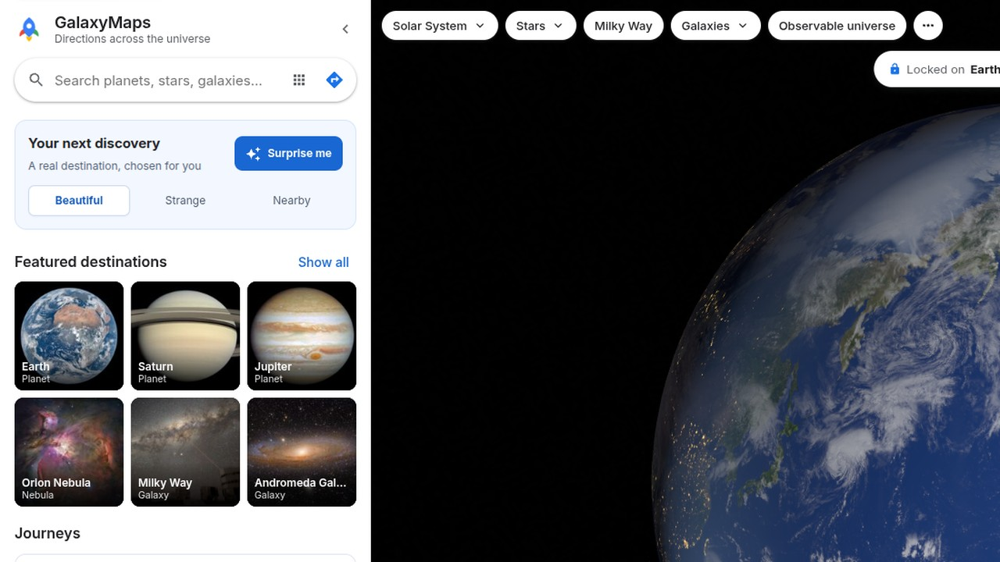 GalaxyMaps
Directions across the universe
Search planets, stars, galaxies...
Your next discovery
A real destination, chosen for you
Surprise me
Beautiful
Strange
Nearby
Featured destinations
Show all
Earth
Planet
Saturn
Planet
Jupiter
Planet
Orion Nebula
Nebula
Milky Way
Galaxy
Andromeda Gal...
Galaxy
Journeys
Solar System
Stars
Milky Way
Galaxies
Observable universe
Locked on Earth